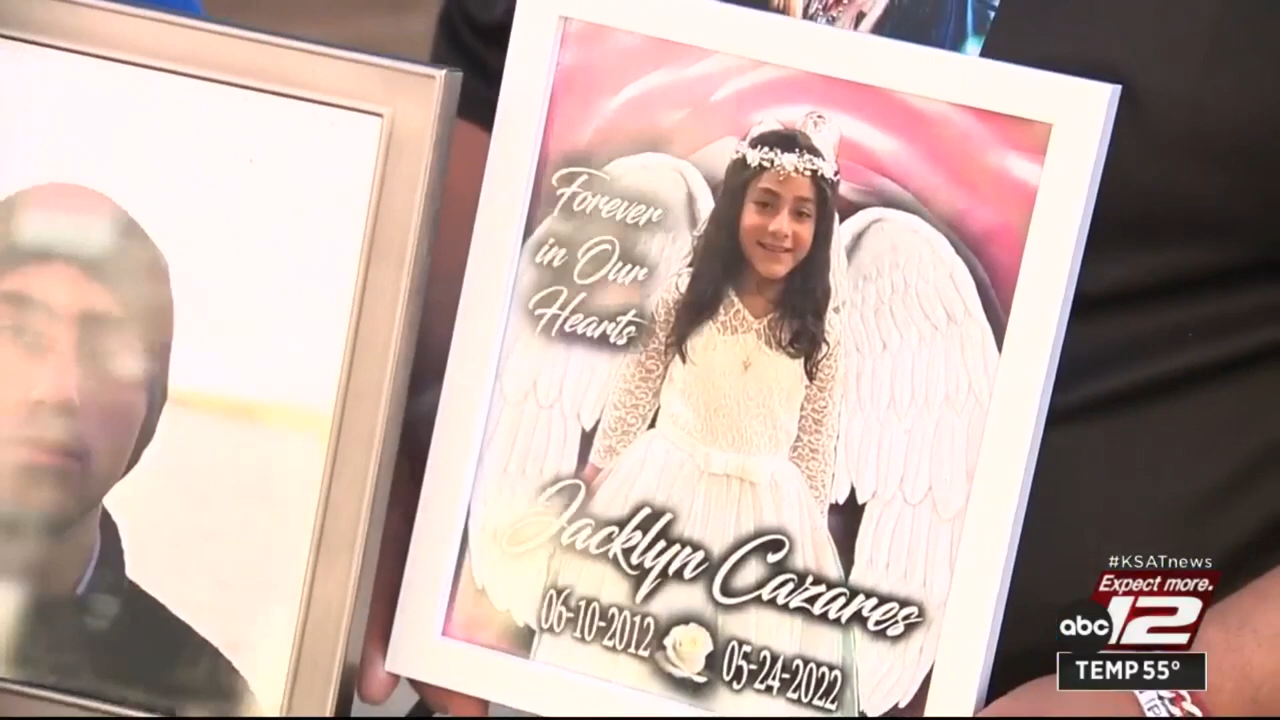 Forever
in Our
Hearts
Jacklyn Cazares
06-10-2012 05-24-2022
#KSATnews
Expect more.
abc 12
TEMP 55°